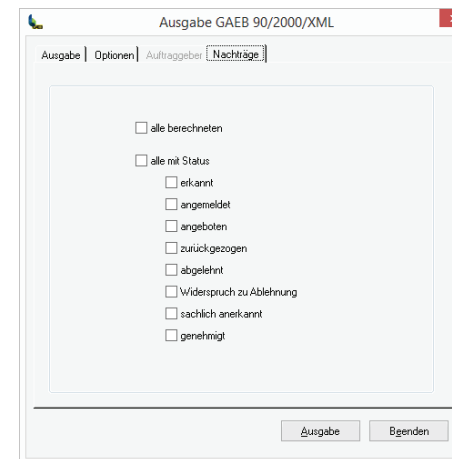 Ausgabe GAEB 90/2000/XML
Ausgabe Optionen Auftraggeber Nachträge
alle berechneten
alle mit Status
erkannt
angemeldet
angeboten
zurückgezogen
abgelehnt
Widerspruch zu Ablehnung
sachlich anerkannt
genehmigt
Ausgabe Beenden